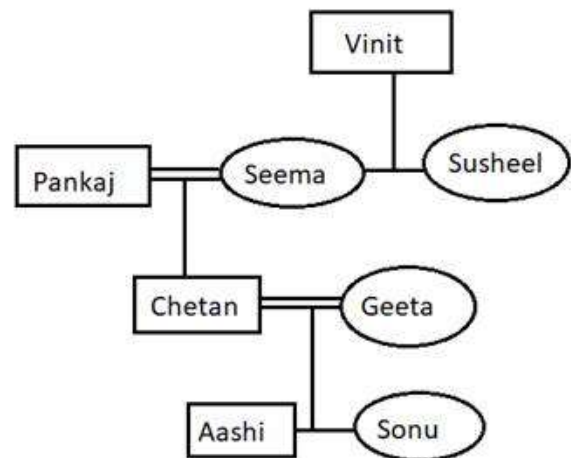 Vinit
Pankaj
Seema
Susheel
Chetan
Geeta
Aashi
Sonu